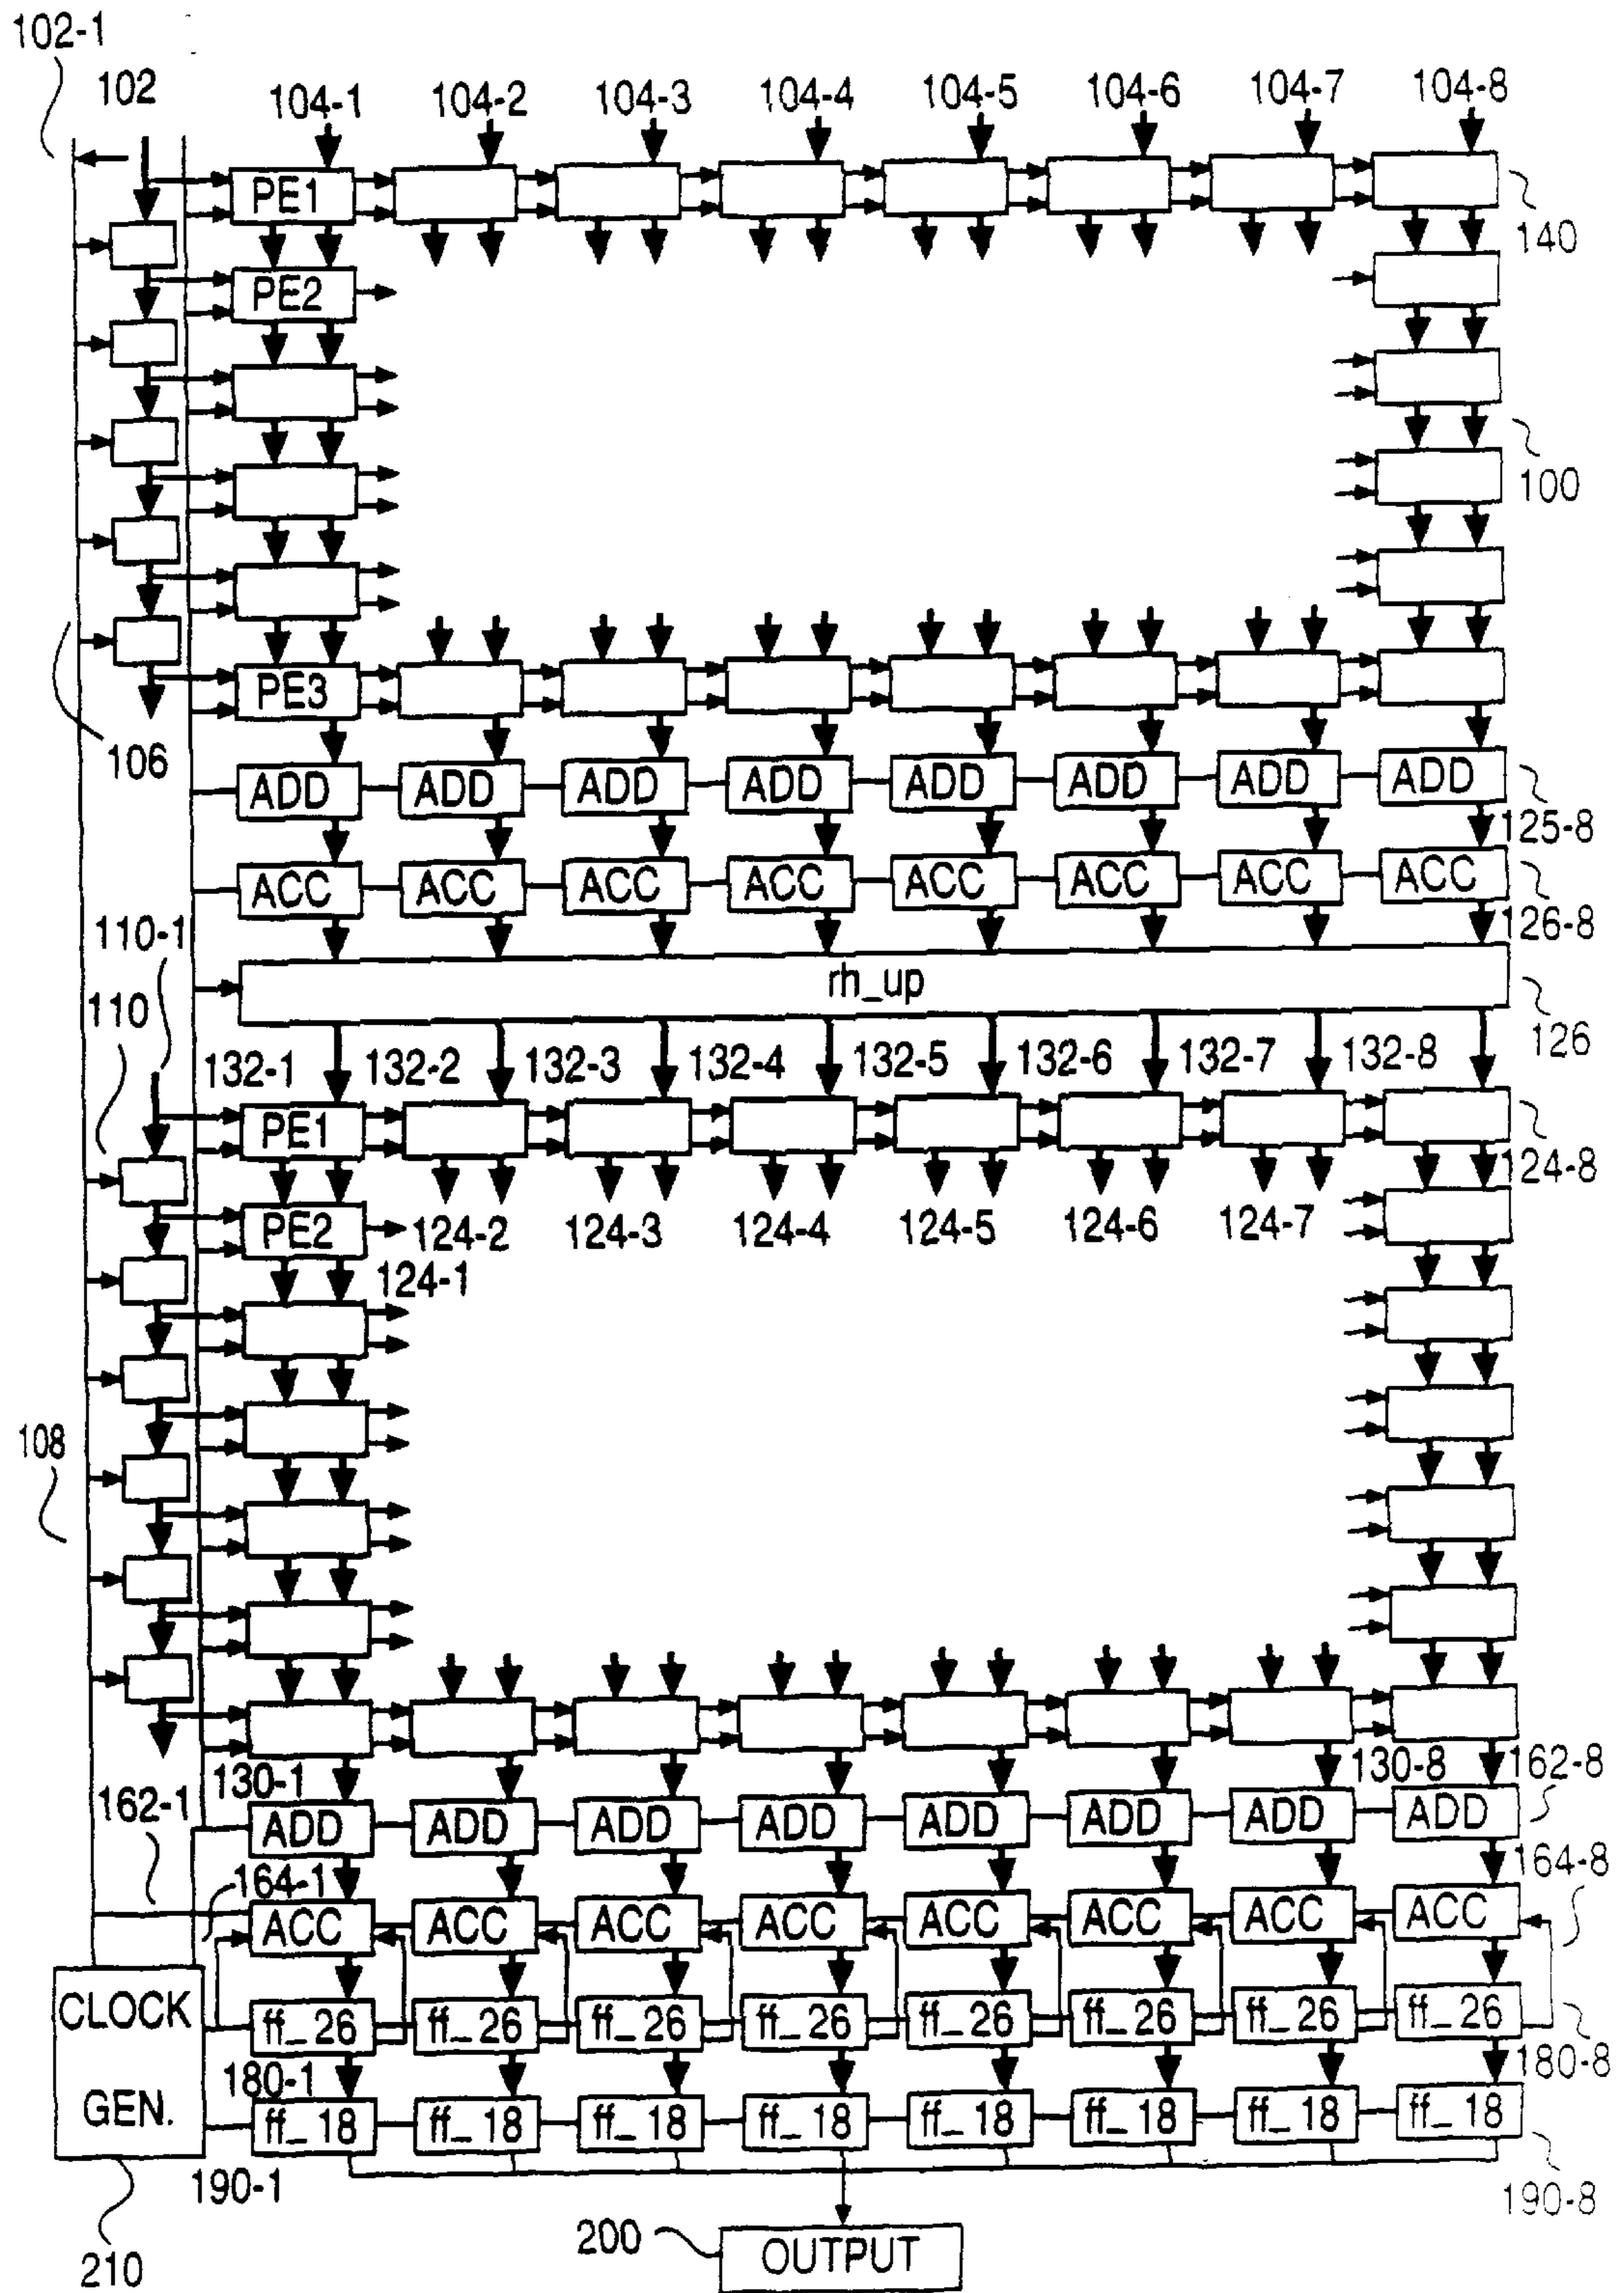 102-1
102
104-1 104-2 104-3 104-4 104-5 104-6 104-7 104-8
PE1
140
PE2
100
PE3
106
ADD ADD ADD ADD ADD ADD ADD ADD
125-8
ACC ACC ACC ACC ACC ACC ACC ACC
126-8
110-1
rh_up
110
126
132-1 132-2 132-3 132-4 132-5 132-6 132-7 132-8
PE1
124-8
PE2
124-2 124-3 124-4 124-5 124-6 124-7
124-1
108
130-1 130-8 162-8
162-1
ADD ADD ADD ADD ADD ADD ADD ADD
164-1 164-8
ACC ACC ACC ACC ACC ACC ACC ACC
CLOCK
ff_26 ff_26 ff_26 ff_26 ff_26 ff_26 ff_26 ff_26
180-1 180-8
GEN.
ff_18 ff_18 ff_18 ff_18 ff_18 ff_18 ff_18 ff_18
190-1 190-8
200
OUTPUT
210